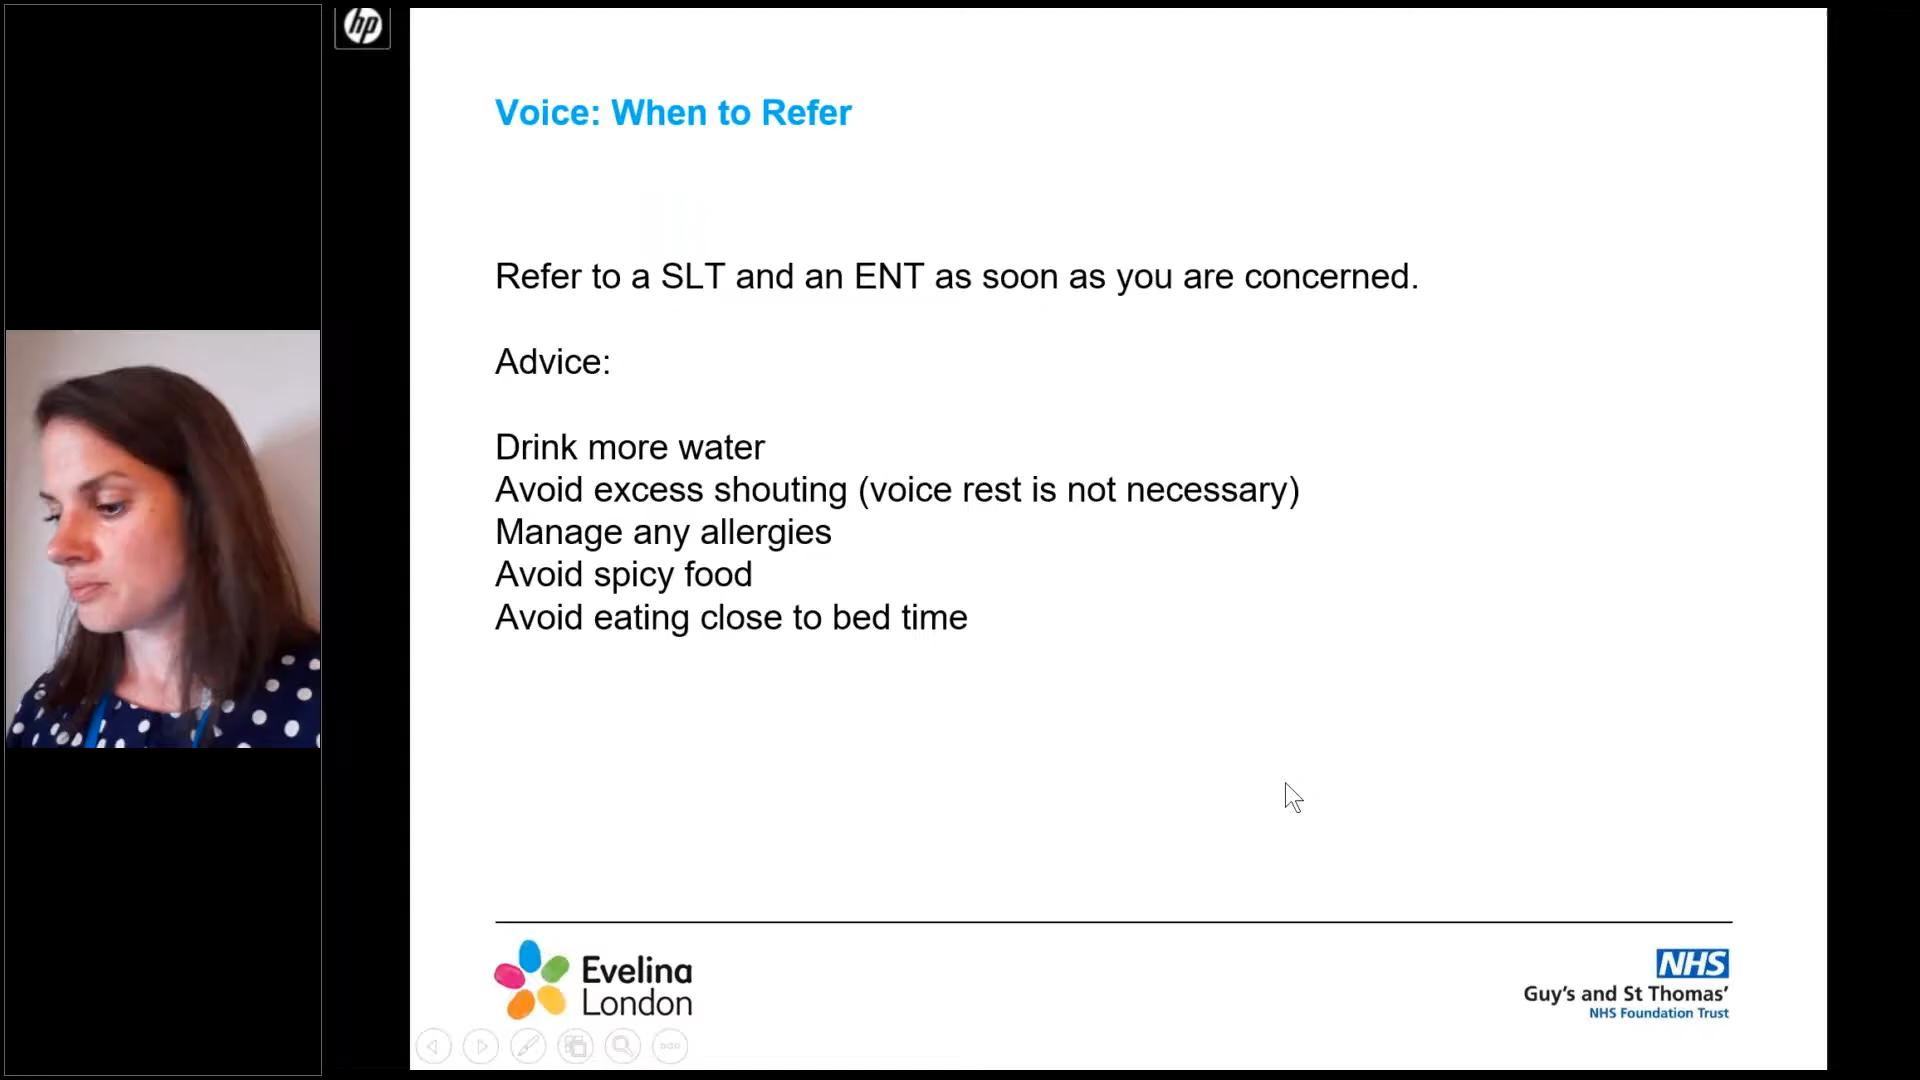 hp
Voice: When to Refer
Refer to a SLT and an ENT as soon as you are concerned.
Advice:
Drink more water
Avoid excess shouting (voice rest is not necessary)
Manage any allergies
Avoid spicy food
Avoid eating close to bed time
Evelina
London
NHS
Guy's and St Thomas'
NHS Foundation Trust